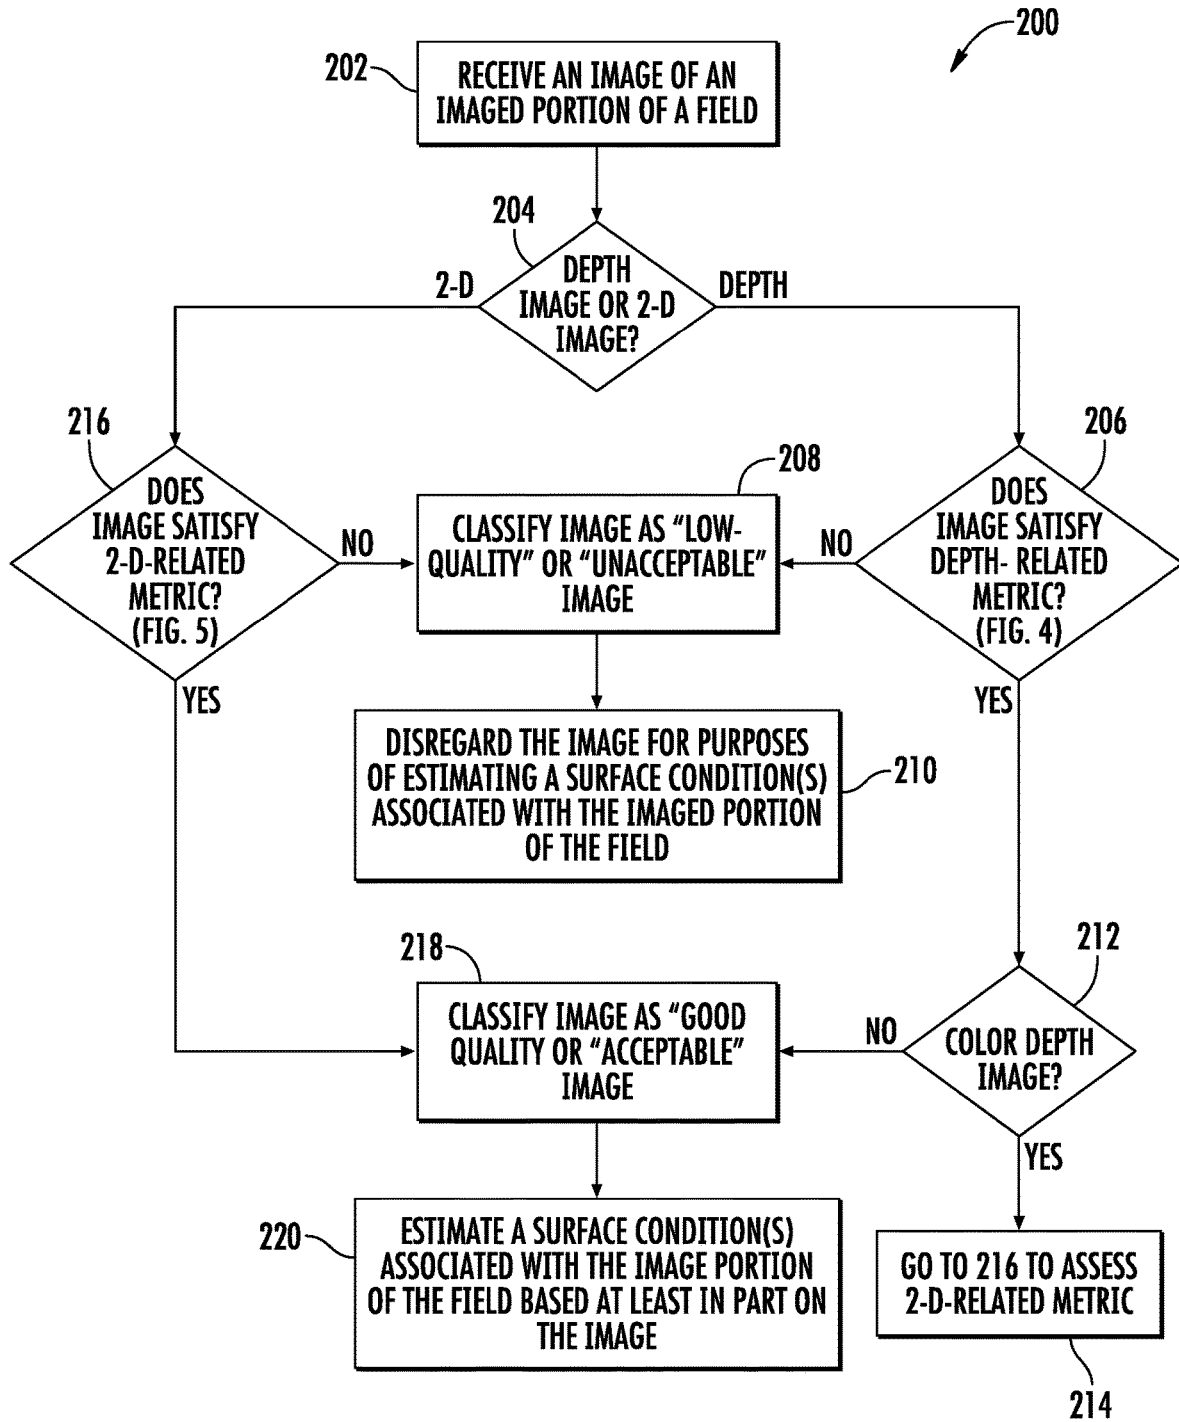 200
202
RECEIVE AN IMAGE OF AN
IMAGED PORTION OF A FIELD
204
DEPTH
IMAGE OR 2-D
IMAGE?
2-D
DEPTH
216
DOES
IMAGE SATISFY
2-D-RELATED
METRIC?
(FIG. 5)
NO
YES
208
CLASSIFY IMAGE AS “LOW-
QUALITY” OR “UNACCEPTABLE”
IMAGE
206
DOES
IMAGE SATISFY
DEPTH- RELATED
METRIC?
(FIG. 4)
NO
YES
DISREGARD THE IMAGE FOR PURPOSES
OF ESTIMATING A SURFACE CONDITION(S)
ASSOCIATED WITH THE IMAGED PORTION
OF THE FIELD
210
218
CLASSIFY IMAGE AS “GOOD
QUALITY OR “ACCEPTABLE”
IMAGE
212
COLOR DEPTH
IMAGE?
NO
YES
220
ESTIMATE A SURFACE CONDITION(S)
ASSOCIATED WITH THE IMAGE PORTION
OF THE FIELD BASED AT LEAST IN PART ON
THE IMAGE
GO TO 216 TO ASSESS
2-D-RELATED METRIC
214